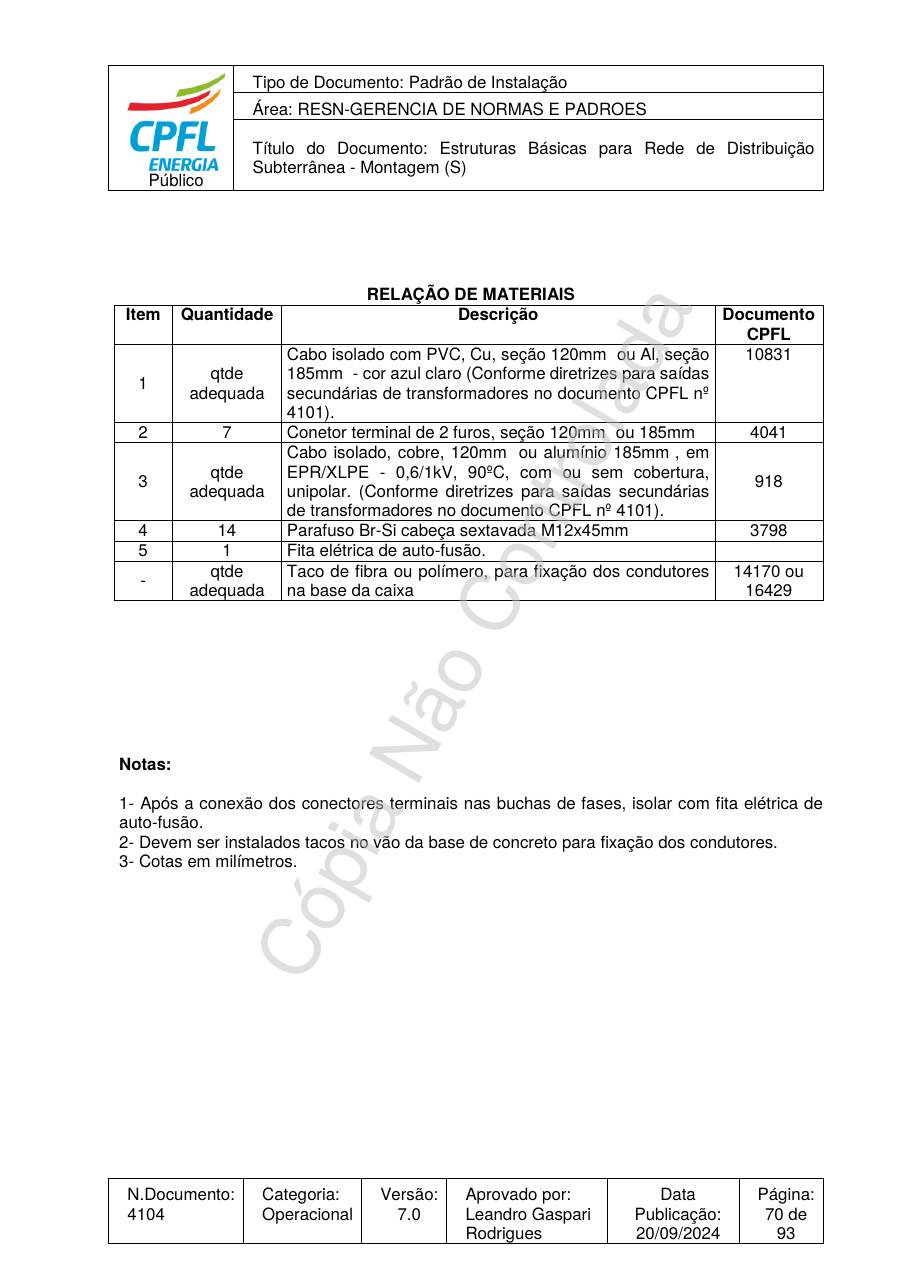 Tipo de Documento: Padrão de Instalação
Área: RESN-GERENCIA DE NORMAS E PADROES
Título do Documento: Estruturas Básicas para Rede de Distribuição
Subterrânea - Montagem (S)
CPFL
ENERGIA
Público
RELAÇÃO DE MATERIAIS
Item Quantidade Descrição Documento
CPFL
1 qtde
adequada Cabo isolado com PVC, Cu, seção 120mm ou Al, seção
185mm - cor azul claro (Conforme diretrizes para saídas
secundárias de transformadores no documento CPFL nº
4101). 10831
2 7 Conetor terminal de 2 furos, seção 120mm ou 185mm 4041
3 qtde
adequada Cabo isolado, cobre, 120mm ou alumínio 185mm , em
EPR/XLPE - 0,6/1kV, 90ºC, com ou sem cobertura,
unipolar. (Conforme diretrizes para saídas secundárias
de transformadores no documento CPFL nº 4101). 918
4 14 Parafuso Br-Si cabeça sextavada M12x45mm 3798
5 1 Fita elétrica de auto-fusão.
- qtde
adequada Taco de fibra ou polímero, para fixação dos condutores
na base da caixa 14170 ou
16429
Cópia Não Controlada
Notas:
1- Após a conexão dos conectores terminais nas buchas de fases, isolar com fita elétrica de
auto-fusão.
2- Devem ser instalados tacos no vão da base de concreto para fixação dos condutores.
3- Cotas em milímetros.
N.Documento: Categoria: Versão: Aprovado por: Data Página:
4104 Operacional 7.0 Leandro Gaspari Publicação: 70 de
Rodrigues 20/09/2024 93